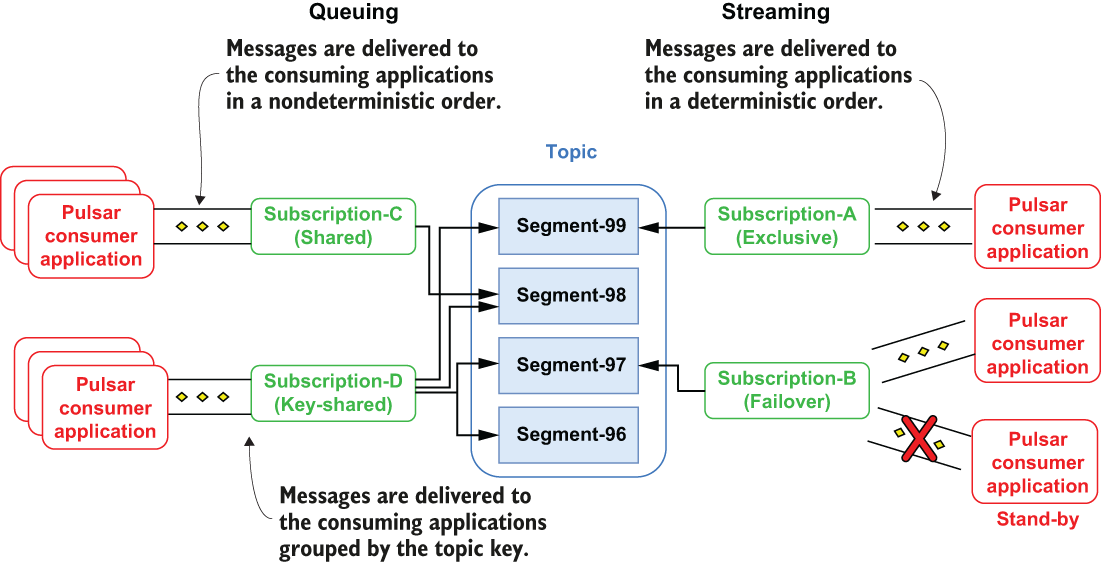 Queuing
Messages are delivered to
the consuming applications
in a nondeterministic order.
Streaming
Messages are delivered to
the consuming applications
in a deterministic order.
Topic
Pulsar
consumer
application
Subscription-C
(Shared)
Segment-99
Segment-98
Segment-97
Segment-96
Subscription-A
(Exclusive)
Pulsar
consumer
application
Pulsar
consumer
application
Subscription-D
(Key-shared)
Subscription-B
(Failover)
Pulsar
consumer
application
Pulsar
consumer
application
Stand-by
Messages are delivered to
the consuming applications
grouped by the topic key.